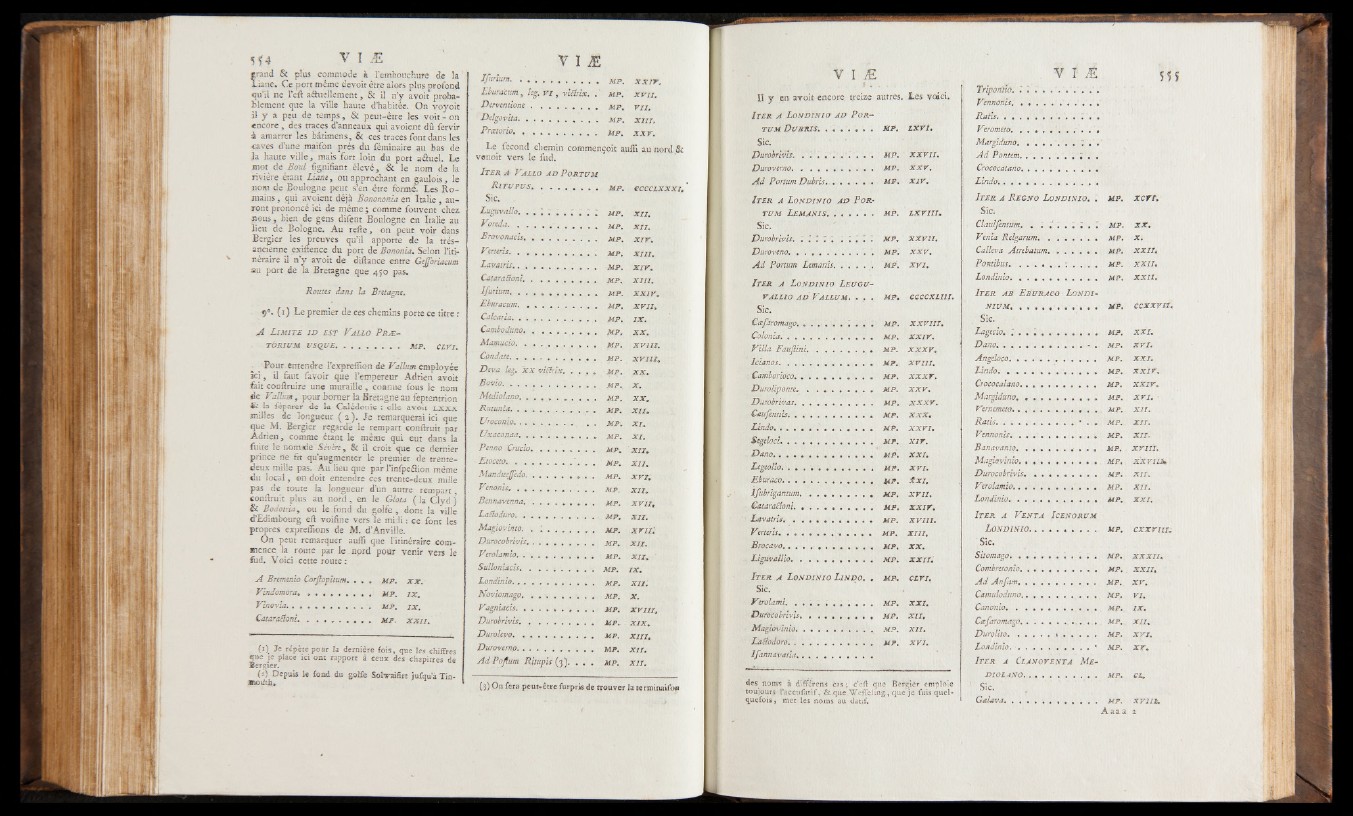 554 VIÆ
grand & plus commode à l'embouchure de la
Liane. Ce port même devoit être alors plus profond
qu'il ne l'est actuellement, & il n'y avoit proba-
blement que la ville haute d'habitée. On voyoit
il y a peu de temps, & peut-être les voit-on
encore, des traces d'anneaux qui avoient dû servir
à amarrer les bâtimens, & ces traces sont dans les
caves d'une maison près du séminaire au bas de
la haute ville, mais fort loin du port actuel. Le
mot de Boul signifiant élevé, & le nom de la
rivière étant Liane, ou approchant en gaulois, le
nom de Boulogne peut s'en être formé. Les Ro-
mains, qui avoient déjà Bononania en Italie, au-
ront prononcé ici de même; comme souvent chez
nous, bien de gens disent Boulogne en Italie au
lieu de Bologne. Au reste, on peut voir dans
Bergier les preuves qu'il apporte de la très-
ancienne existence du port de Bononia. Selon l'iti-
néraire il n'y avoit de distance entre Gessoriacum
au port de la Bretagne que 450 pas.
Routes dans la Bretagne.
9°. (1) Le premier de ces chemins porte ce titre :
A LIMITE ID EST VALLO PRÆ-
TORIUM USQUE. . . . . . . . . MP. CLVI.
Pour entendre l'expression de Vallum employée
ici, il faut savoir que l'empereur Adrien avoit
fait construire une muraille, connue sous le nom
de Vallum, pour borner la Bretagne au septentrion
& la séparer de la Calédonie : elle avoit LXXX
milles de longueur (2). Je remarquerai ici que
que M. Bergier regarde le rempart construit par
Adrien, comme étant le même qui eut dans la
suite le nom de Sévère, & il croit que ce dernier
prince ne fit qu'augmenter le premier de trente-
deux mille pas. Au lieu que par l'inspection même
du local, on doit entendre ces trente-deux mille
pas de toute la longueur d'un autre rempart,
construit plus au nord, en le Glota (la Clyd)
& Bodotria, ou le fond du golfe, dont la ville
d'Edimbourg est voisine vers le midi : ce sont les
propres expressions de M. d'Anville.
On peut remarquer aussi que l'itinéraire com-
mence la route par le nord pour venir vers le
sud. Voici cette route :
A Bremenio Corstopitum. . . . MP. XX.
Vindomora. . . . . . . . . . MP. IX.
Vinovia. . . . . . . . . . . MP. IX.
Cataractoni. . . . . . . . . . MP. XXII.
(1) Je répète pour la dernière fois, que les chiffres
que je place ici ont rapport à ceux des chapitres de
Bergier.
(2) Depuis le fond du golfe Solwaifirt jusqu'à Tin-
mouth.
VIÆ
Isurium. . . . . . . . . . . MP. XXIV.
Eburacum, leg. VI, victrix. . MP. XVII.
Derventione. . . . . . . . . MP. VII.
Delgovita. . . . . . . . . . MP. XIII.
Pratorio. . . . . . . . . . . MP. XXV.
Le second chemin commençoit aussi au nord &
venoit vers le sud.
ITER A VALLO AD PORTUM
RITUPUS. . . . . . . . . MP. CCCCLXXXI.
Sic.
Luguvallo. . . . . . . . . . MP. XII.
Voreda. . . . . . . . . . . MP. XII.
Brovonacis. . . . . . . . . . MP. XIV.
Verteris. . . . . . . . . . . MP. XIII.
Lavatris. . . . . . . . . . . MP. XIV.
Cataractoni. . . . . . . . . . MP. XIII.
Isurium. . . . . . . . . . . MP. XXIV.
Eburacum. . . . . . . . . . MP. XVII.
Calcaria. . . . . . . . . . . MP. IX.
Camboduno. . . . . . . . . MP. XX.
Mamucio. . . . . . . . . . MP. XVIII.
Condate. . . . . . . . . . . MP. XVIII.
Deva leg. XX victrix. . . . . MP. XX.
Bovio. . . . . . . . . . . . MP. X.
Mediolano. . . . . . . . . . MP. XX.
Rutunia. . . . . . . . . . . MP. XII.
Uroconio. . . . . . . . . . . MP. XI.
Uxacona. . . . . . . . . . . MP. XI.
Penno Crucio. . . . . . . . . MP. XII.
Etoceto. . . . . . . . . . . MP. XII.
Manduessedo. . . . . . . . . MP. XVI.
Venonis. . . . . . . . . . . MP. XII.
Bennavenna. . . . . . . . . MP. XVII.
Lactodoro. . . . . . . . . . MP. XII.
Magiovinto. . . . . . . . . . MP. XVII.
Durocobrivis. . . . . . . . . MP. XII.
Verolamio. . . . . . . . . . MP. XII.
Sulloniacis. . . . . . . . . . MP. IX.
Londinio. . . . . . . . . . . MP. XII.
Noviomago. . . . . . . . . . MP. X.
Vagniacis. . . . . . . . . . MP. XVIII.
Durobrivis. . . . . . . . . . MP. XIX.
Durolevo. . . . . . . . . . . MP. XIII.
Duroverno. . . . . . . . . . MP. XII.
Ad Postum Ritupis (3). . . . MP. XII.
(3) On sera peut-être surpris de trouver la terminaison
VIÆ
Il y en avoit encore treize autres. Les voici.
ITER A LONDINIO AD POR-
TUM DUBRIS. . . . . . . MP. LXVI.
Sic.
Durobrivis. . . . . . . . . . MP. XXVII.
Duroverno. . . . . . . . . . MP. XXV.
Ad Portum Dubris. . . . . . . MP. XIV.
ITER A LONDINIO AD POR-
TUM LEMANIS. . . . . . MP. LXVIII.
Sic.
Durobrivis. . . . . . . . . . MP. XXVII.
Duroveno. . . . . . . . . . MP. XXV.
Ad Portum Lemanis. . . . . . MP. XVI.
ITER A LONDINIO LEUGU-
VALLIO AD VALLUM. . . . MP. CCCCXLIII.
Sic.
Cæsaromago. . . . . . . . . MP. XXVIII.
Colonia. . . . . . . . . . . MP. XXIV.
Villa Faustini. . . . . . . . . MP. XXXV.
Icianos. . . . . . . . . . . MP. XVIII.
Camborioco. . . . . . . . . MP. XXXV.
Duroliponte. . . . . . . . . MP. XXV.
Durobrivas. . . . . . . . . . MP. XXXV.
Causennis. . . . . . . . . . MP. XXX.
Lindo. . . . . . . . . . . . MP. XXVI.
Segeloci. . . . . . . . . . . MP. XIV.
Dano. . . . . . . . . . . . MP. XXI.
Legeolio. . . . . . . . . . . MP. XVI.
Eburaco. . . . . . . . . . . MP. XXI.
Isubrigantum. . . . . . . . . MP. XVII.
Cataractoni. . . . . . . . . . MP. XXIV.
Lavatris. . . . . . . . . . . MP. XVIII.
Veteris. . . . . . . . . . . MP. XIII.
Brocavo. . . . . . . . . . . MP. XX.
Liguvallio. . . . . . . . . . MP. XXII.
ITER A LONDINIO LINDO. . MP. CLVI.
Sic.
Virolami. . . . . . . . . . . MP. XXI.
Durocobrivis. . . . . . . . . MP. XII.
Magiovinio. . . . . . . . . . MP. XII.
Lactodoro. . . . . . . . . . MP. XVI.
Isannavatia. . . . . . . . . .
des noms à différens cas; c'est que Bergier emploie
toujours l'accusatif, & que Wesseling, que je suis quel-
quefois, met les noms au datif.
VIÆ 555
Tripontio. . . . . . . . . . .
Vennonis. . . . . . . . . . .
Ratis. . . . . . . . . . . . .
Verometo. . . . . . . . . . .
Margiduno. . . . . . . . . .
Ad Pontem. . . . . . . . . .
Crococatano. . . . . . . . . .
Lindo. . . . . . . . . . . .
ITER A REGNO LONDINIO. . MP. XCVI.
Sic.
Clausentum. . . . . . . . . . MP. XX.
Venta Belgarum. . . . . . . . MP. X.
Calleva Atrebatum. . . . . . . MP. XXII.
Pontibus. . . . . . . . . . . MP. XXII.
Londinio. . . . . . . . . . . MP. XXII.
ITER AB EBURACO LONDI-
NIUM. . . . . . . . . . . MP. CCXXVII.
Sic.
Lagecio. . . . . . . . . . . MP. XXI.
Dano. . . . . . . . . . . . MP. XVI.
Angeloco. . . . . . . . . . MP. XXI.
Lindo. . . . . . . . . . . . MP. XXIV.
Crococalano. . . . . . . . . MP. XXIV.
Margiduno. . . . . . . . . . MP. XVI.
Vernemeto. . . . . . . . . . MP. XII.
Ratis. . . . . . . . . . . . MP. XII.
Vennonis. . . . . . . . . . MP. XII.
Banavanto. . . . . . . . . . MP. XVIII.
Magiovinio. . . . . . . . . . MP. XXVIII.
Durocobrivis. . . . . . . . . MP. XII.
Verolamio. . . . . . . . . . MP. XII.
Londinio. . . . . . . . . . . MP. XXI.
ITER A VENTA ICENORUM
LONDINIO. . . . . . . . . MP. CXXVIII.
Sic.
Sitomago. . . . . . . . . . . MP. XXXII.
Combretonio. . . . . . . . . MP. XXII.
Ad Ansam. . . . . . . . . . MP. XV.
Camuloduno. . . . . . . . . MP. VI.
Canonio. . . . . . . . . . . MP. IX.
Cæsaromago. . . . . . . . . MP. XII.
Durolito. . . . . . . . . . . MP. XVI.
Londinio. . . . . . . . . . . MP. XV.
ITER A CLANOVENTA ME-
DIOLANO. . . . . . . . . MP. CL.
Sic.
Galava. . . . . . . . . . . . MP. XVIII.
Aaaa 2